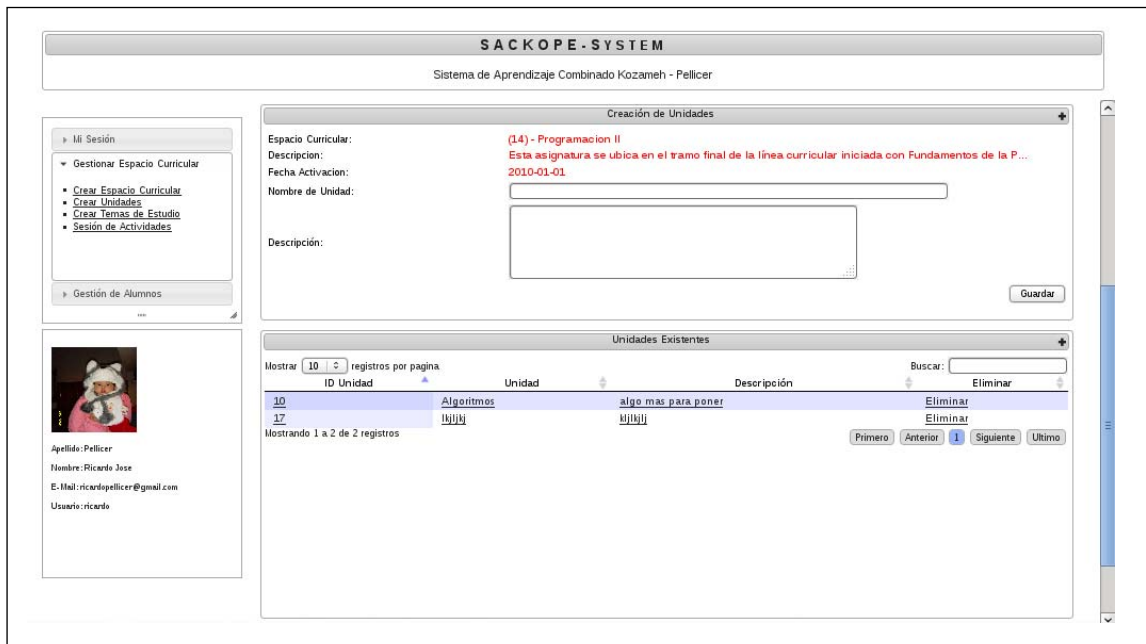 SACKOPE-SYSTEM
Sistema de Aprendizaje Combinado Kozameh - Pellicer
Mi Sesión
Gestionar Espacio Curricular
Crear Espacio Curricular
Crear Unidades
Crear Temas de Estudio
Sesión de Actividades
Gestión de Alumnos
Apellido:Pellicer
Nombre:Ricardo Jose
E-Mail:ricardopellicer@gmail.com
Usuario:ricardo
Creación de Unidades
Espacio Curricular: (14) - Programacion II
Descripcion: Esta asignatura se ubica en el tramo final de la línea curricular iniciada con Fundamentos de la P...
Fecha Activacion: 2010-01-01
Nombre de Unidad:
Descripción:
Guardar
Unidades Existentes
Mostrar 10 registros por pagina Buscar:
ID Unidad Unidad Descripción Eliminar
10 Algoritmos algo mas para poner Eliminar
17 lkjljkj kljlkjlj Eliminar
Mostrando 1 a 2 de 2 registros Primero Anterior 1 Siguiente Ultimo